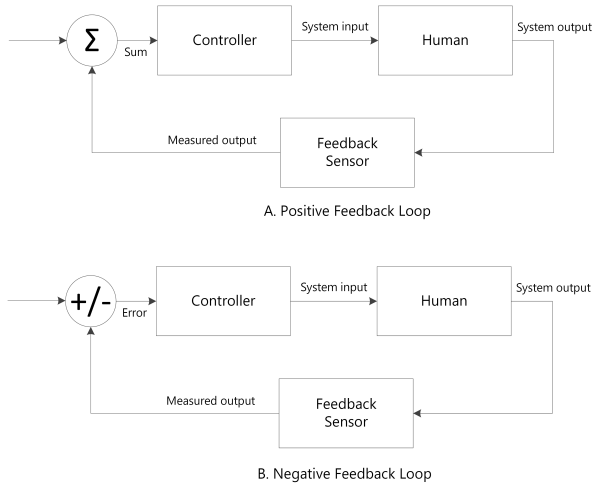 Σ
Sum
Controller
System input
Human
System output
Measured output
Feedback
Sensor
A. Positive Feedback Loop
+/-
Error
Controller
System input
Human
System output
Measured output
Feedback
Sensor
B. Negative Feedback Loop